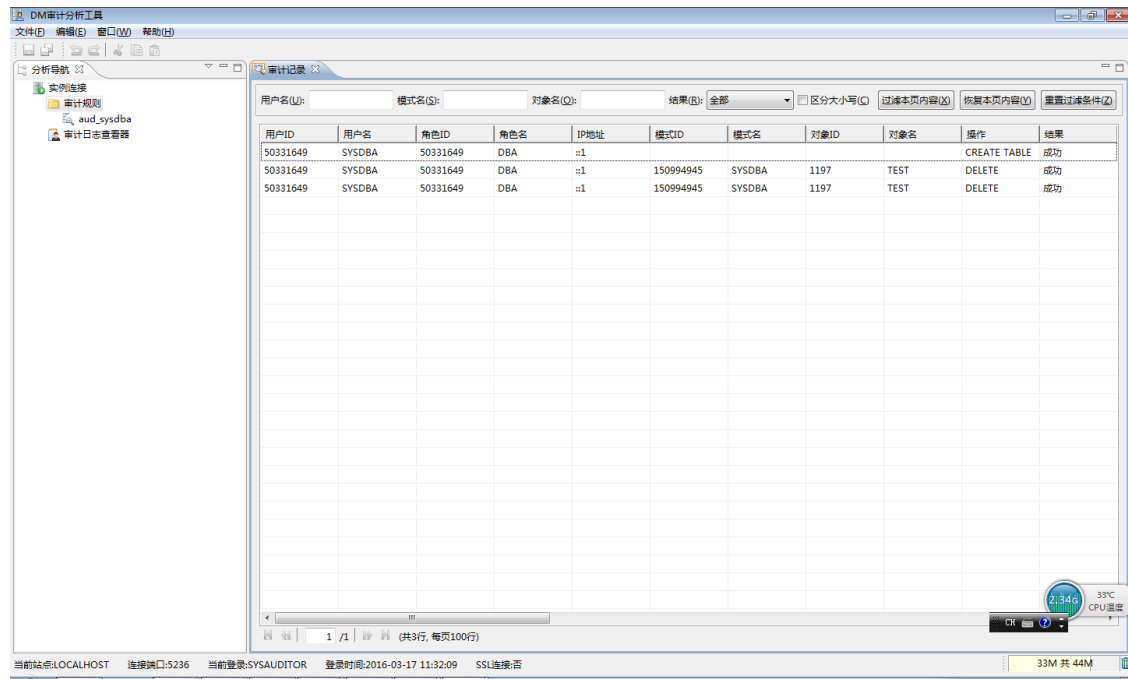 DM审计分析工具
文件(F) 编辑(E) 窗口(W) 帮助(H)
分析导航
实例连接
审计规则
aud_sysdba
审计日志查看器
审计记录
用户名(U): 模式名(S): 对象名(O): 结果(R): 全部 区分大小写(C) 过滤本页内容(X) 恢复本页内容(Y) 重置过滤条件(Z)
用户ID 用户名 角色ID 角色名 IP地址 模式ID 模式名 对象ID 对象名 操作 结果
50331649 SYSDBA 50331649 DBA ::1 CREATE TABLE 成功
50331649 SYSDBA 50331649 DBA ::1 150994945 SYSDBA 1197 TEST DELETE 成功
50331649 SYSDBA 50331649 DBA ::1 150994945 SYSDBA 1197 TEST DELETE 成功
2.34G 33℃
CPU温度
CH
1 /1 (共3行, 每页100行)
当前站点:LOCALHOST 连接端口:5236 当前登录:SYSAUDITOR 登录时间:2016-03-17 11:32:09 SSL连接:否 33M 共 44M